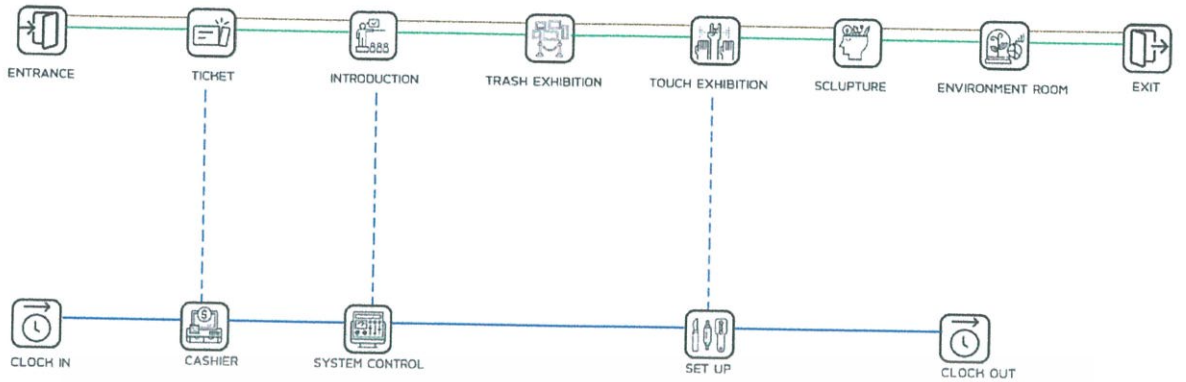 ENTRANCE
TICKET
INTRODUCTION
TRASH EXHIBITION
TOUCH EXHIBITION
SCLUPTURE
ENVIRONMENT ROOM
EXIT
$
CLOCK IN
CASHIER
SYSTEM CONTROL
SET UP
CLOCK OUT